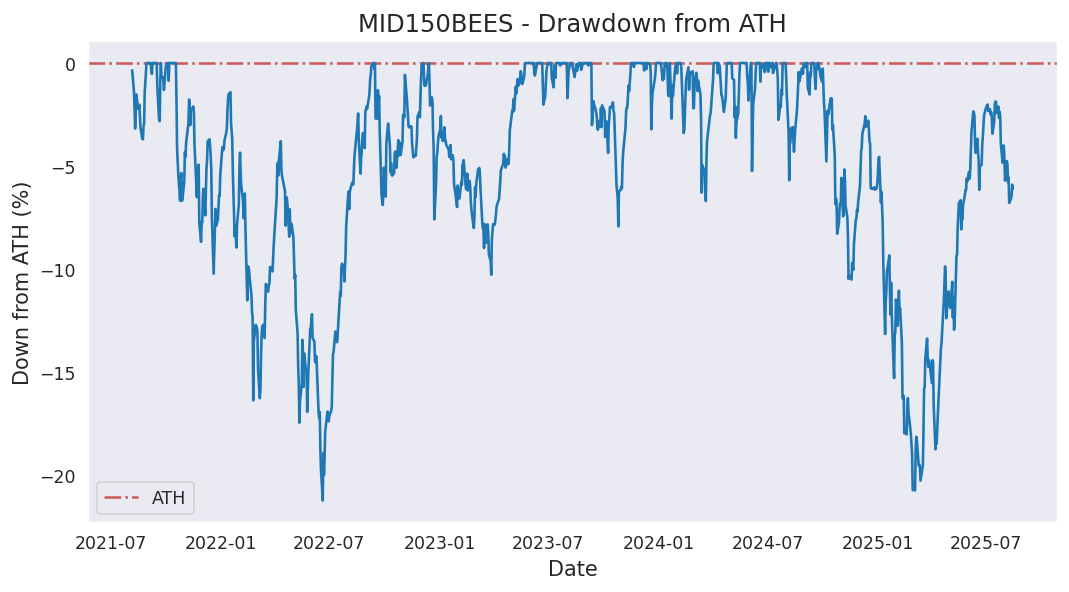 MID150BEES - Drawdown from ATH
Down from ATH (%)
0
−5
−10
−15
−20
ATH
2021-07 2022-01 2022-07 2023-01 2023-07 2024-01 2024-07 2025-01 2025-07
Date